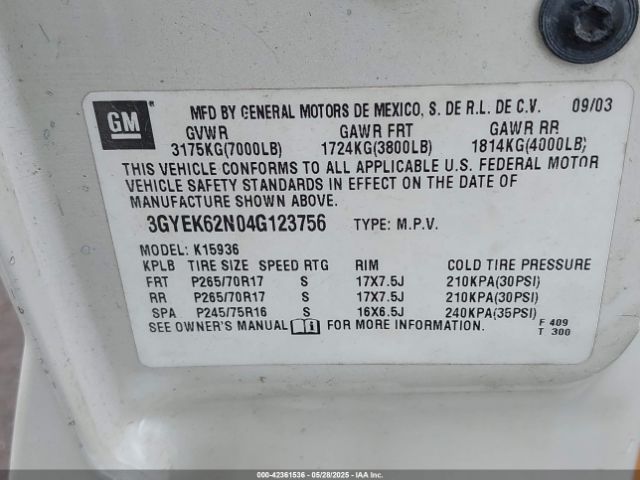 GM
MFD BY GENERAL MOTORS DE MEXICO, S. DE R.L. DE C.V. 09/03
GVWR GAWR FRT GAWR RR
3175KG(7000LB) 1724KG(3800LB) 1814KG(4000LB)
THIS VEHICLE CONFORMS TO ALL APPLICABLE U.S. FEDERAL MOTOR
VEHICLE SAFETY STANDARDS IN EFFECT ON THE DATE OF
MANUFACTURE SHOWN ABOVE.
3GYEK62N04G123756 TYPE: M.P.V.
MODEL: K15936
KPLB TIRE SIZE SPEED RTG RIM COLD TIRE PRESSURE
FRT P265/70R17 S 17X7.5J 210KPA(30PSI)
RR P265/70R17 S 17X7.5J 210KPA(30PSI)
SPA P245/75R16 S 16X6.5J 240KPA(35PSI)
SEE OWNER'S MANUAL FOR MORE INFORMATION.
F 409
T 300
000-42361536 - 05/28/2025 - IAAI.com - Copyright